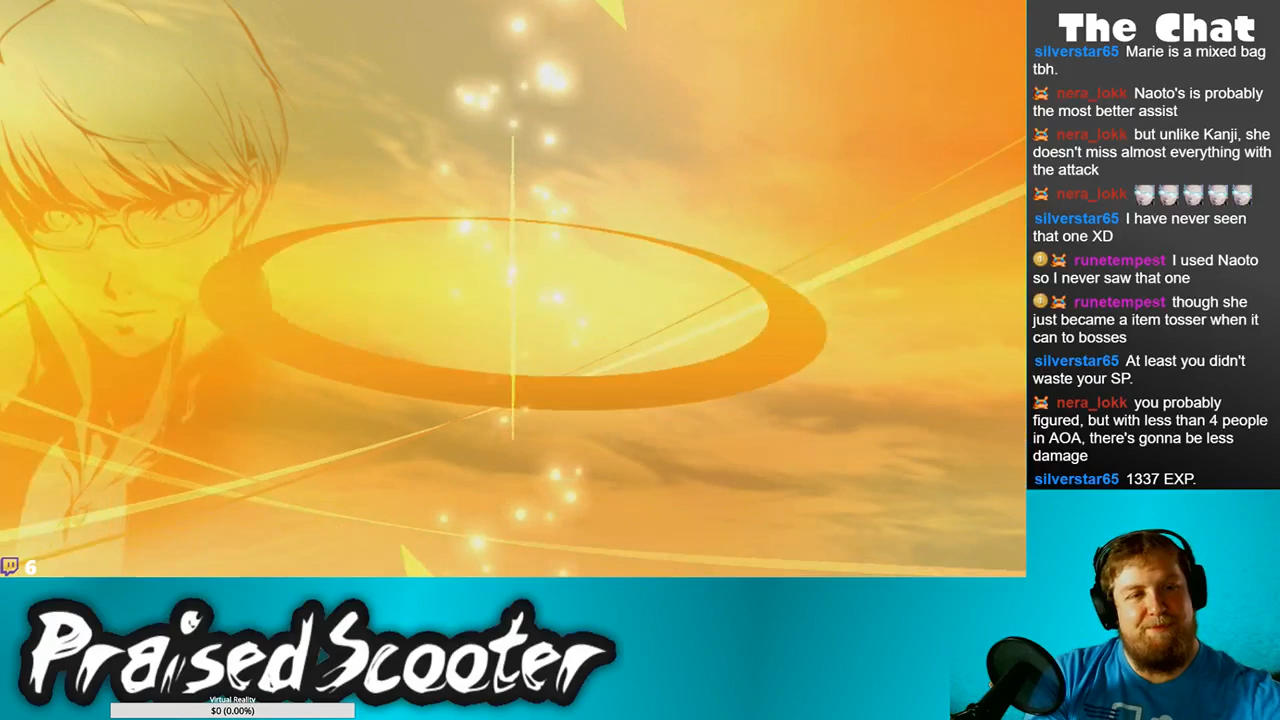 The Chat
silverstar65 Marie is a mixed bag
tbh.
nera_lokk Naoto's is probably
the most better assist
nera_lokk but unlike Kanji, she
doesn't miss almost everything with
the attack
nera_lokk
silverstar65 I have never seen
that one XD
runetempest I used Naoto
so I never saw that one
runetempest though she
just became a item tosser when it
can to bosses
silverstar65 At least you didn't
waste your SP.
nera_lokk you probably
figured, but with less than 4 people
in AOA, there's gonna be less
damage
silverstar65 1337 EXP.
6
PraisedScooter
Virtual Reality
$0 (0.00%)